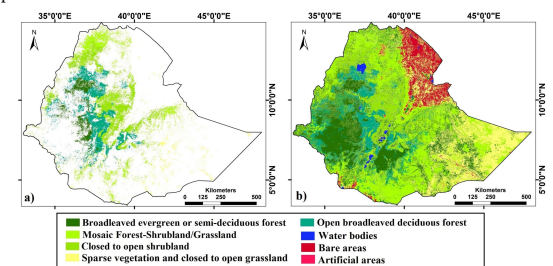 35°0'0"E 40°0'0"E 45°0'0"E 35°0'0"E 40°0'0"E 45°0'0"E
N N
10°0'0"N 10°0'0"N
5°0'0"N 5°0'0"N
Kilometers Kilometers
a) 0 125 250 500 b) 0 125 250 500
Broadleaved evergreen or semi-deciduous forest Open broadleaved deciduous forest
Mosaic Forest-Shrubland/Grassland Water bodies
Closed to open shrubland Bare areas
Sparse vegetation and closed to open grassland Artificial areas